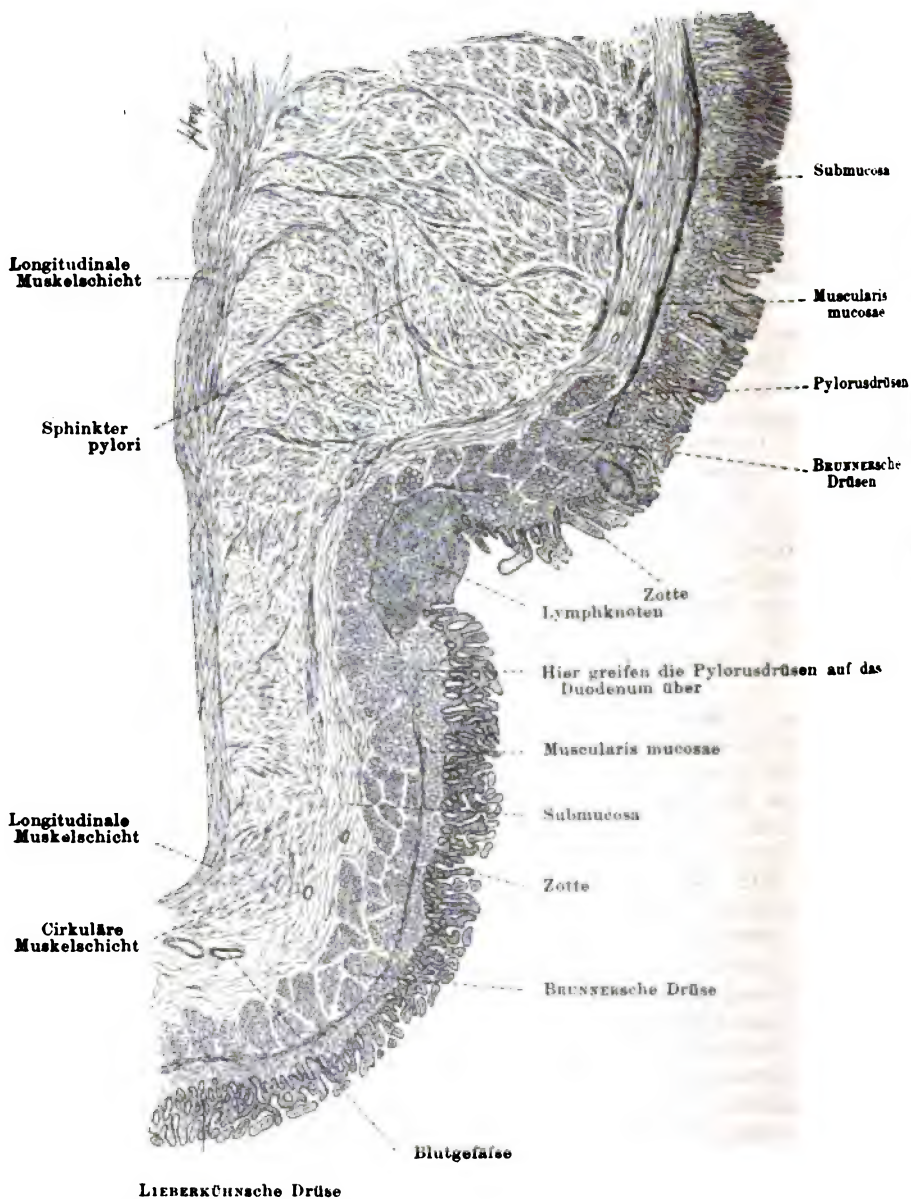 Submucosa
Longitudinale
Muskelschicht
Muscularis
mucosae
Pylorusdrüsen
Sphinkter
pylori
BRUNNERsche
Drüsen
Zotte
Lymphknoten
Hier greifen die Pylorusdrüsen auf das
Duodenum über
Muscularis mucosae
Submucosa
Longitudinale
Muskelschicht
Zotte
Cirkuläre
Muskelschicht
BRUNNERsche Drüse
Blutgefäße
LIEBERKÜHNsche Drüse